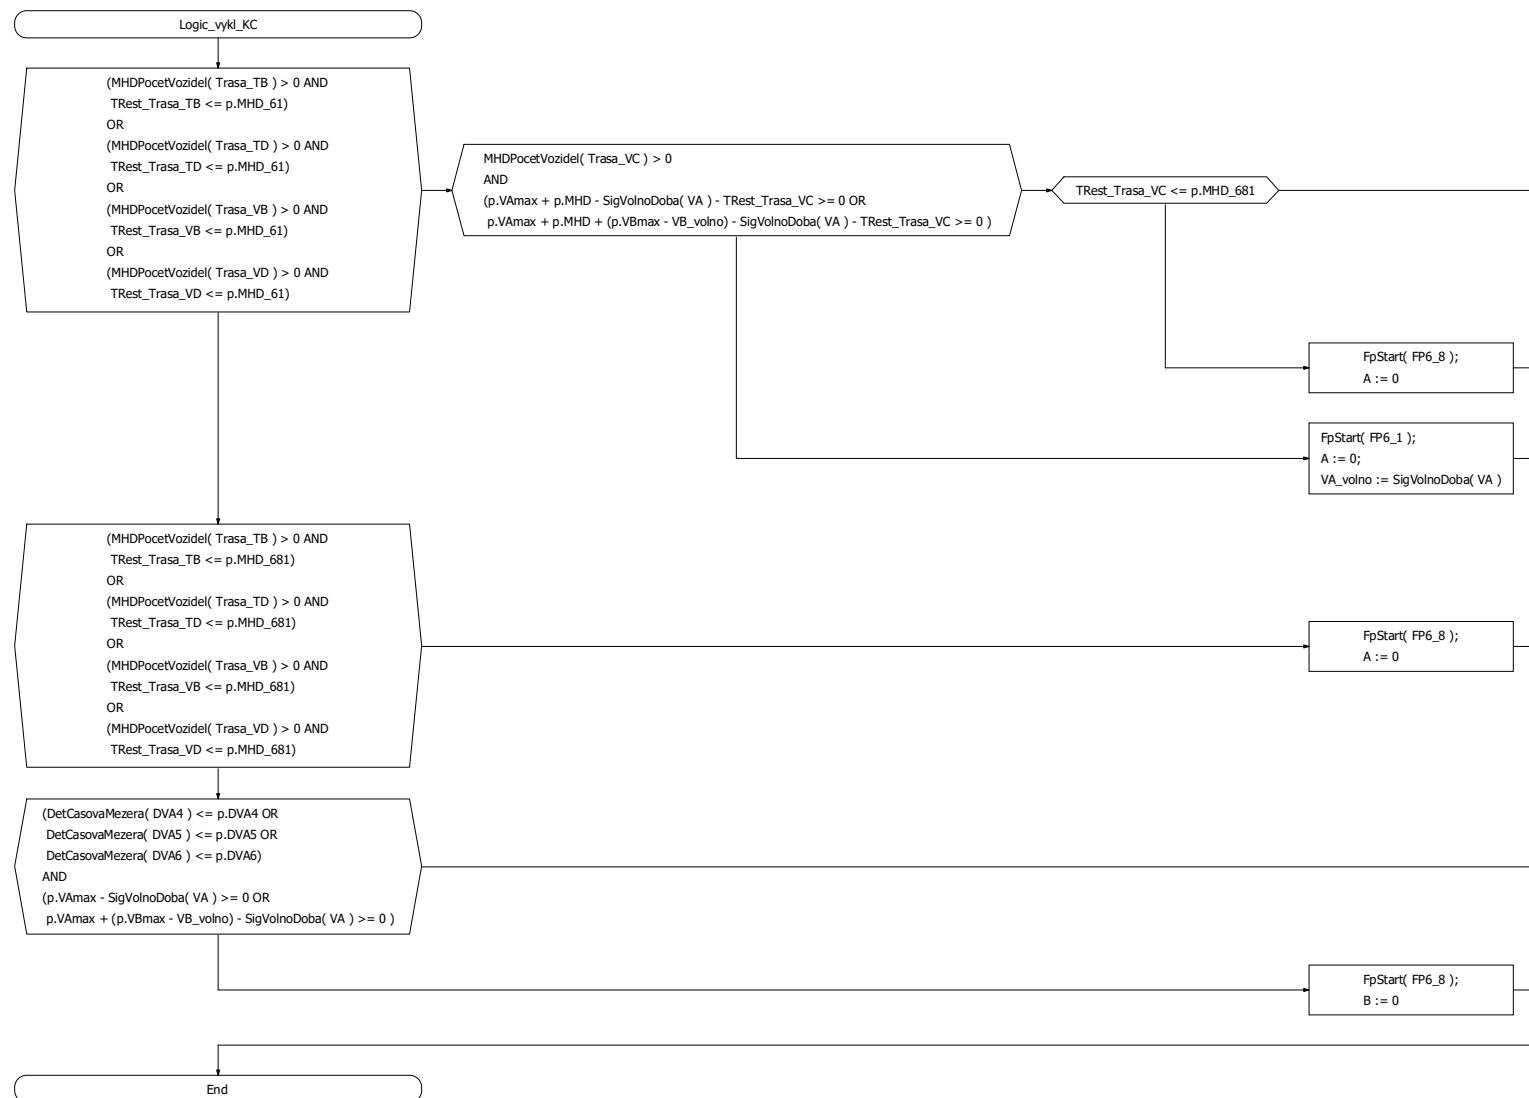 Logic_vykl_KC
(MHDPocetVozidel( Trasa_TB ) > 0 AND
TRest_Trasa_TB <= p.MHD_61)
OR
(MHDPocetVozidel( Trasa_TD ) > 0 AND
TRest_Trasa_TD <= p.MHD_61)
OR
(MHDPocetVozidel( Trasa_VB ) > 0 AND
TRest_Trasa_VB <= p.MHD_61)
OR
(MHDPocetVozidel( Trasa_VD ) > 0 AND
TRest_Trasa_VD <= p.MHD_61)
MHDPocetVozidel( Trasa_VC ) > 0
AND
(p.VAmax + p.MHD - SigVolnoDoba( VA ) - TRest_Trasa_VC >= 0 OR
p.VAmax + p.MHD + (p.VBmax - VB_volno) - SigVolnoDoba( VA ) - TRest_Trasa_VC >= 0 )
TRest_Trasa_VC <= p.MHD_681
FpStart( FP6_8 );
A := 0
FpStart( FP6_1 );
A := 0;
VA_volno := SigVolnoDoba( VA )
(MHDPocetVozidel( Trasa_TB ) > 0 AND
TRest_Trasa_TB <= p.MHD_681)
OR
(MHDPocetVozidel( Trasa_TD ) > 0 AND
TRest_Trasa_TD <= p.MHD_681)
OR
(MHDPocetVozidel( Trasa_VB ) > 0 AND
TRest_Trasa_VB <= p.MHD_681)
OR
(MHDPocetVozidel( Trasa_VD ) > 0 AND
TRest_Trasa_VD <= p.MHD_681)
FpStart( FP6_8 );
A := 0
(DetCasovaMezera( DVA4 ) <= p.DVA4 OR
DetCasovaMezera( DVA5 ) <= p.DVA5 OR
DetCasovaMezera( DVA6 ) <= p.DVA6)
AND
(p.VAmax - SigVolnoDoba( VA ) >= 0 OR
p.VAmax + (p.VBmax - VB_volno) - SigVolnoDoba( VA ) >= 0 )
FpStart( FP6_8 );
B := 0
End